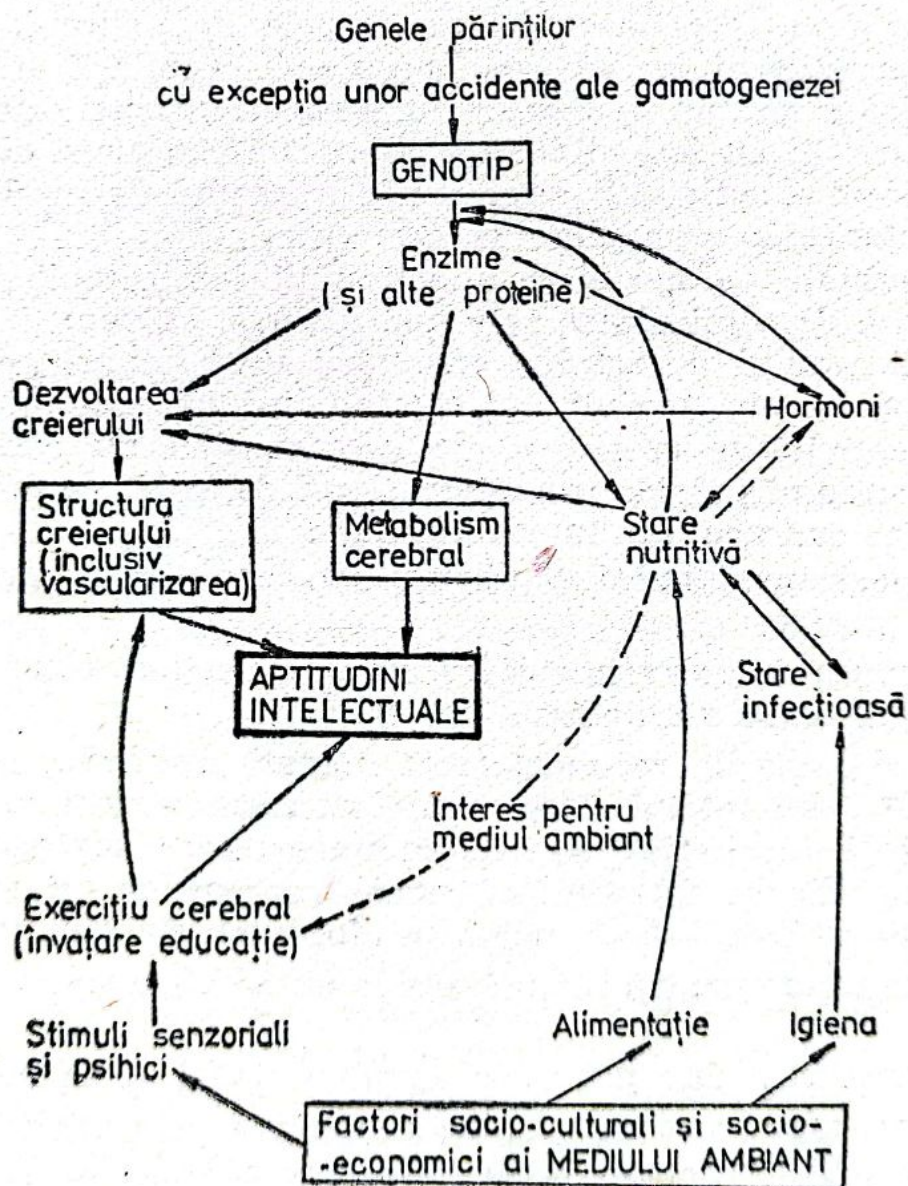 Genele părinților
cu excepția unor accidente ale gamatogenezei
GENOTIP
Enzime
(și alte proteine)
Dezvoltarea
creierului
Hormoni
Structura
creierului
(inclusiv
vascularizarea)
Metabolism
cerebral
Stare
nutritivă
APTITUDINI
INTELECTUALE
Stare
infecțioasă
Interes pentru
mediul ambiant
Exercițiu cerebral
(învațare educație)
Stimuli senzoriali
și psihici
Alimentație
Igiena
Factori socio-culturali și socio-
-economici ai MEDIULUI AMBIANT